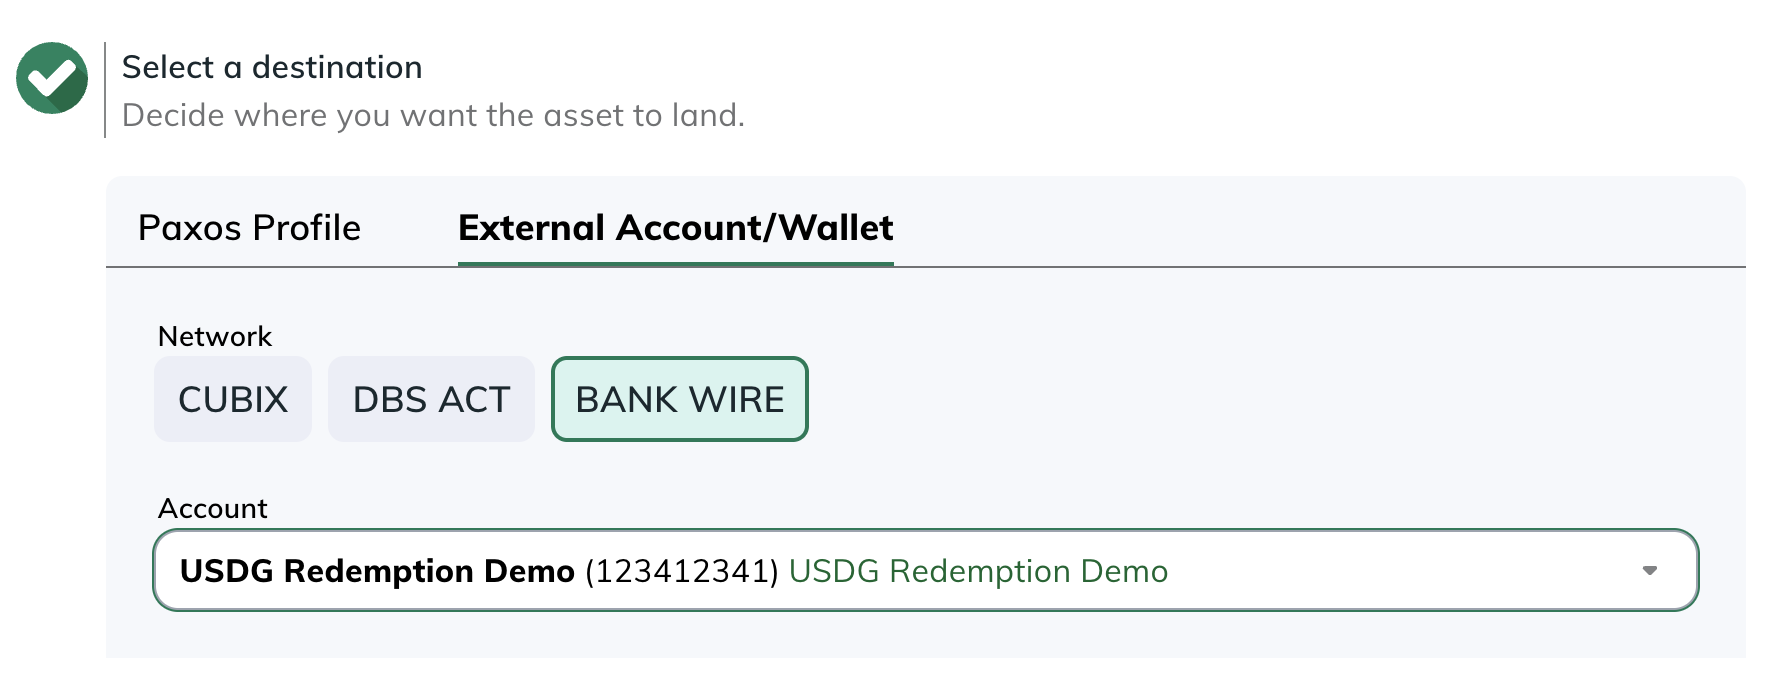 Select a destination
Decide where you want the asset to land.
Paxos Profile External Account/Wallet
Network
CUBIX DBS ACT BANK WIRE
Account
USDG Redemption Demo (123412341) USDG Redemption Demo